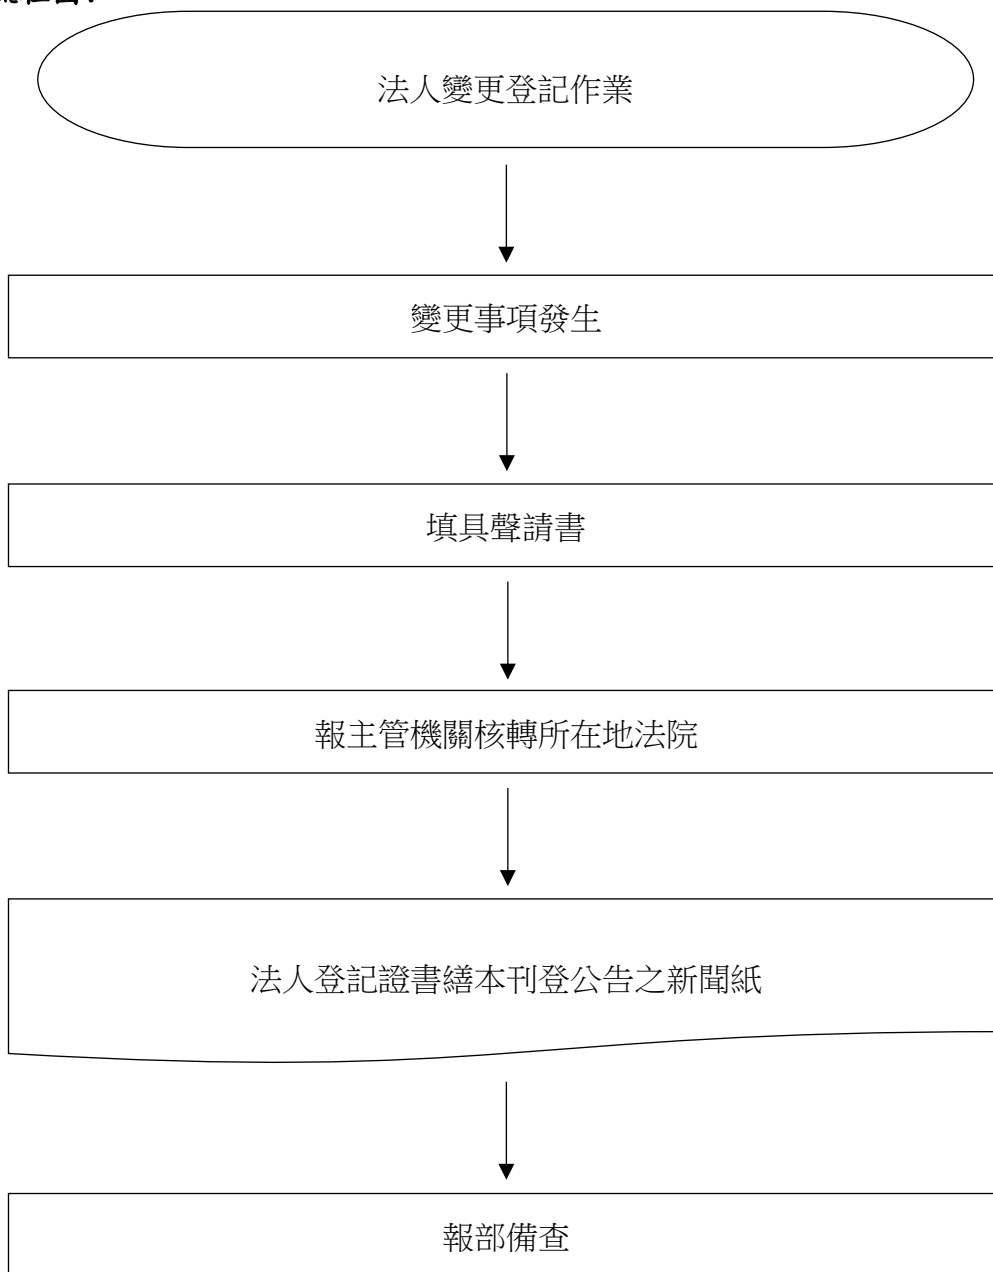 法人變更登記作業
變更事項發生
填具聲請書
報主管機關核轉所在地法院
法人登記證書繕本刊登公告之新聞紙
報部備查